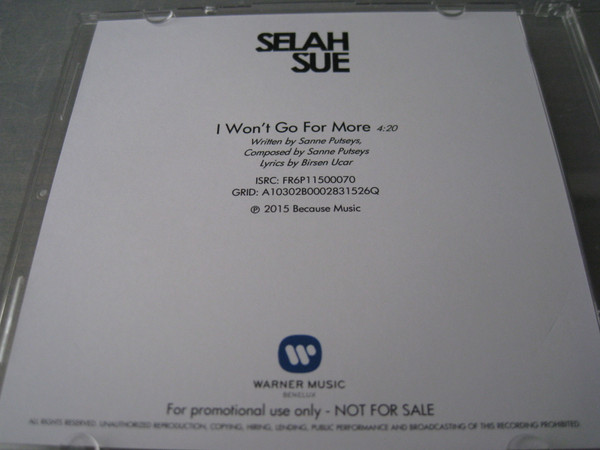 SELAH
SUE
I Won't Go For More 4:20
Written by Sanne Putseys,
Composed by Sanne Putseys
Lyrics by Birsen Ucar
ISRC: FR6P11500070
GRID: A10302B0002831526Q
℗ 2015 Because Music
WARNER MUSIC
BENELUX
For promotional use only - NOT FOR SALE
ALL RIGHTS RESERVED. UNAUTHORIZED REPRODUCTION, COPYING, HIRING, LENDING, PUBLIC PERFORMANCE AND BROADCASTING OF THIS RECORDING PROHIBITED.